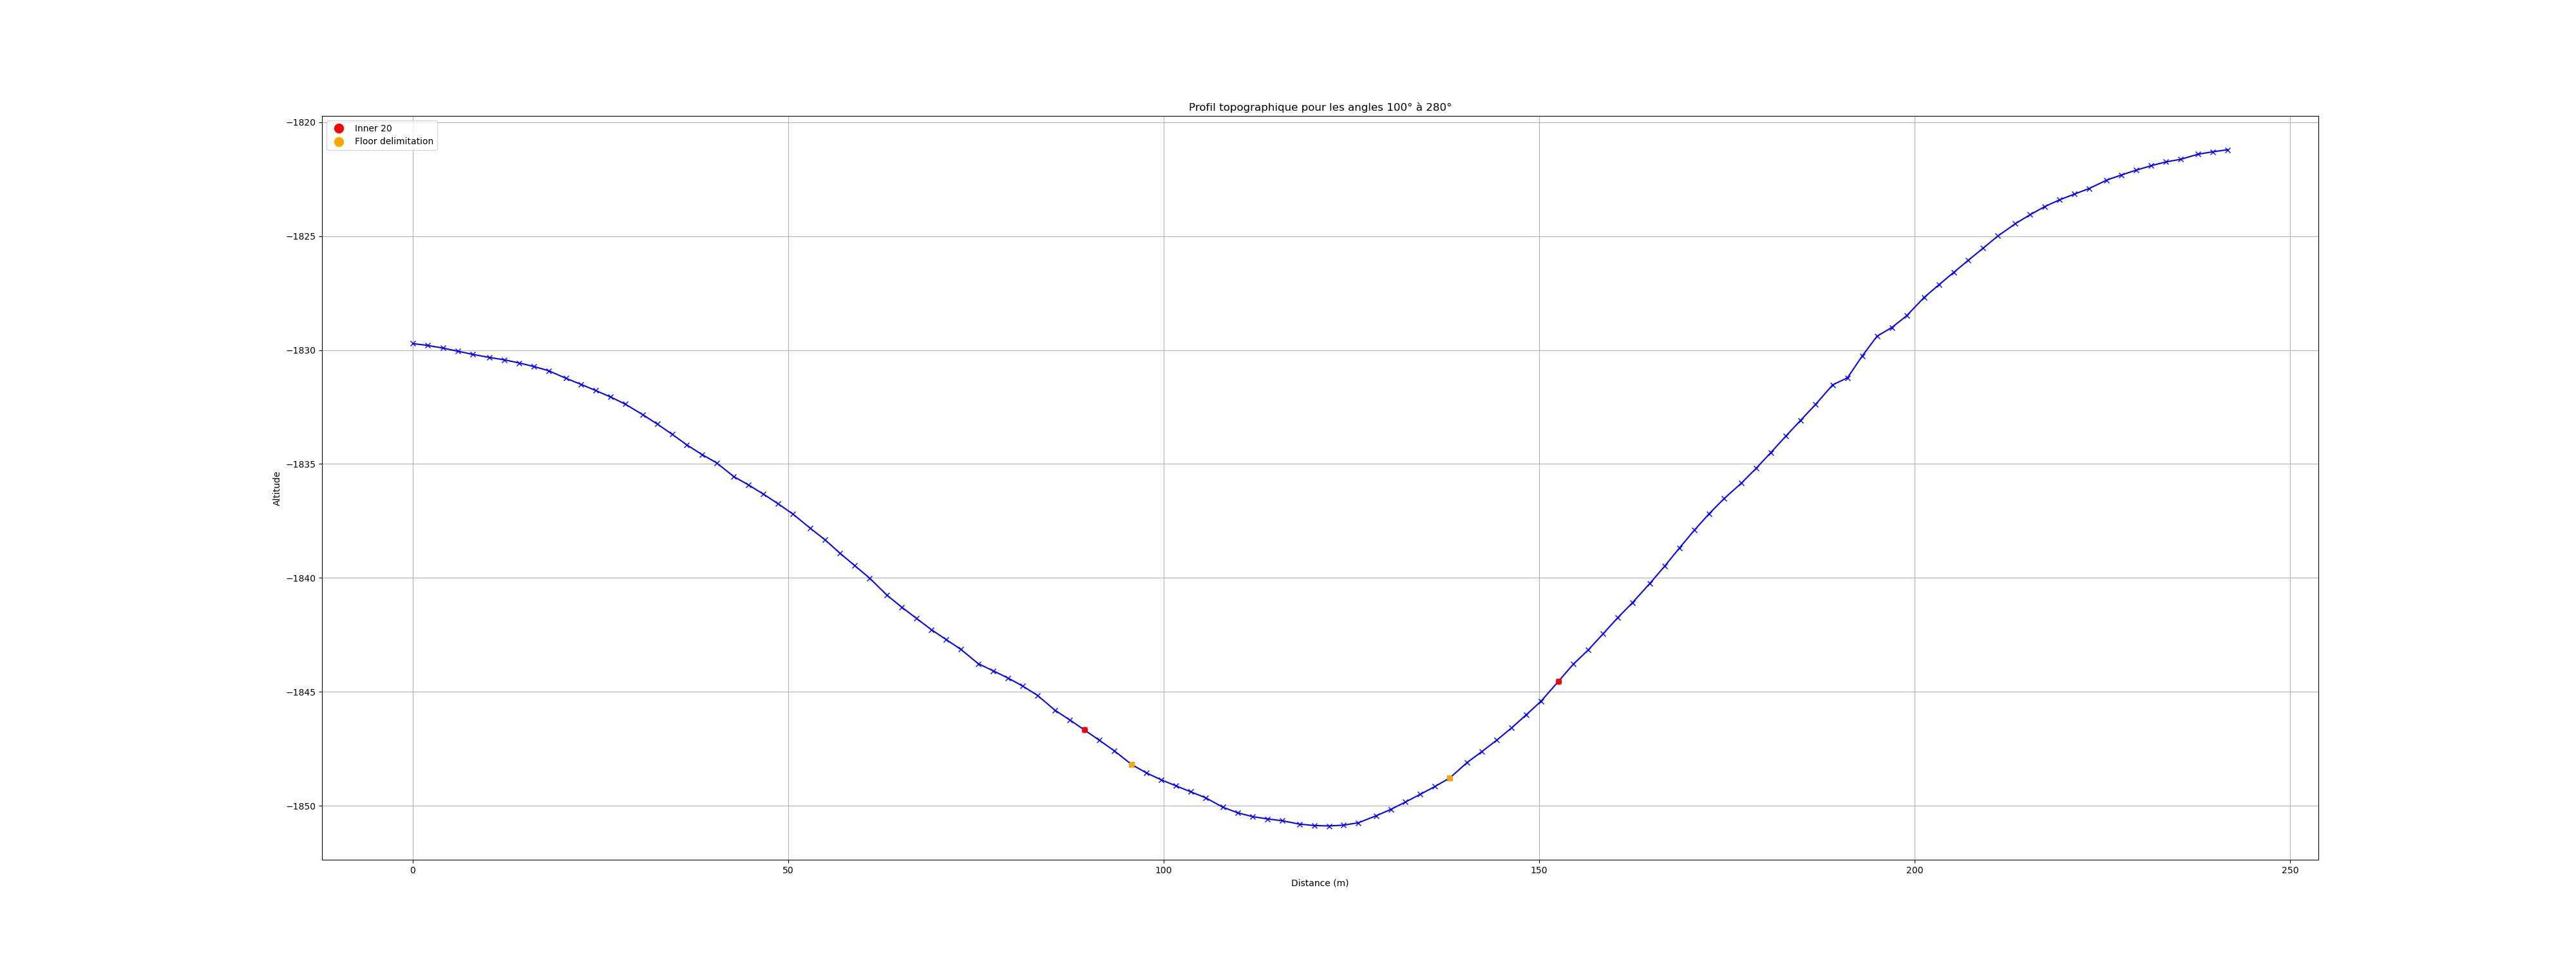 Profil topographique pour les angles 100° à 280°
Inner 20
Floor delimitation
−1820
−1825
−1830
−1835
−1840
−1845
−1850
Altitude
0 50 100 150 200 250
Distance (m)